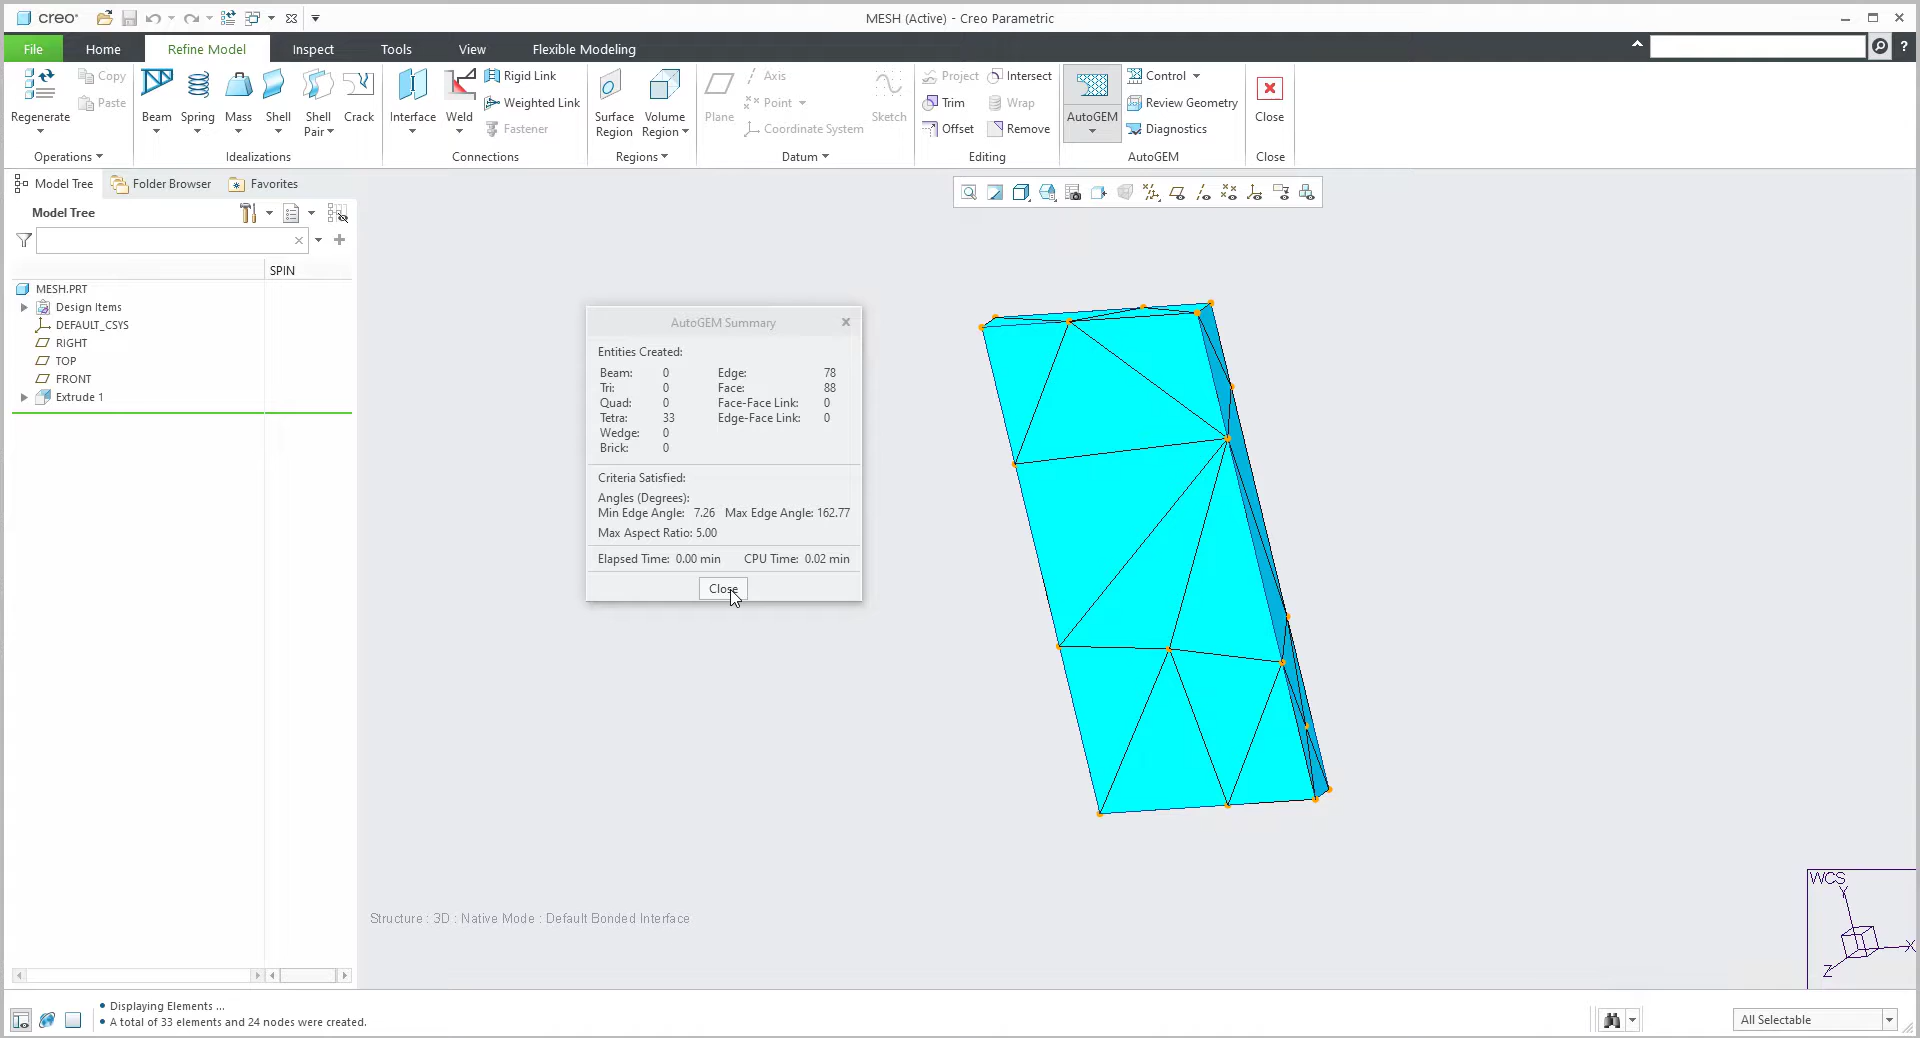 creo·
MESH (Active) - Creo Parametric
File
Home
Refine Model
Inspect
Tools
View
Flexible Modeling
?
Regenerate
Copy
Paste
Operations
Beam
Spring
Mass
Shell
Shell
Pair
Crack
Idealizations
Interface
Weld
Rigid Link
Weighted Link
Fastener
Connections
Surface
Region
Volume
Region
Regions
Plane
Axis
Point
Coordinate System
Sketch
Datum
Project
Trim
Offset
Intersect
Wrap
Remove
Editing
AutoGEM
Control
Review Geometry
Diagnostics
AutoGEM
Close
Close
Model Tree
Folder Browser
Favorites
Model Tree
SPIN
MESH.PRT
Design Items
DEFAULT_CSYS
RIGHT
TOP
FRONT
Extrude 1
AutoGEM Summary
Entities Created:
Beam: 0 Edge: 78
Tri: 0 Face: 88
Quad: 0 Face-Face Link: 0
Tetra: 33 Edge-Face Link: 0
Wedge: 0
Brick: 0
Criteria Satisfied:
Angles (Degrees):
Min Edge Angle: 7.26 Max Edge Angle: 162.77
Max Aspect Ratio: 5.00
Elapsed Time: 0.00 min CPU Time: 0.02 min
Close
WCS
Y
X
Z
Structure : 3D : Native Mode : Default Bonded Interface
• Displaying Elements ...
• A total of 33 elements and 24 nodes were created.
All Selectable